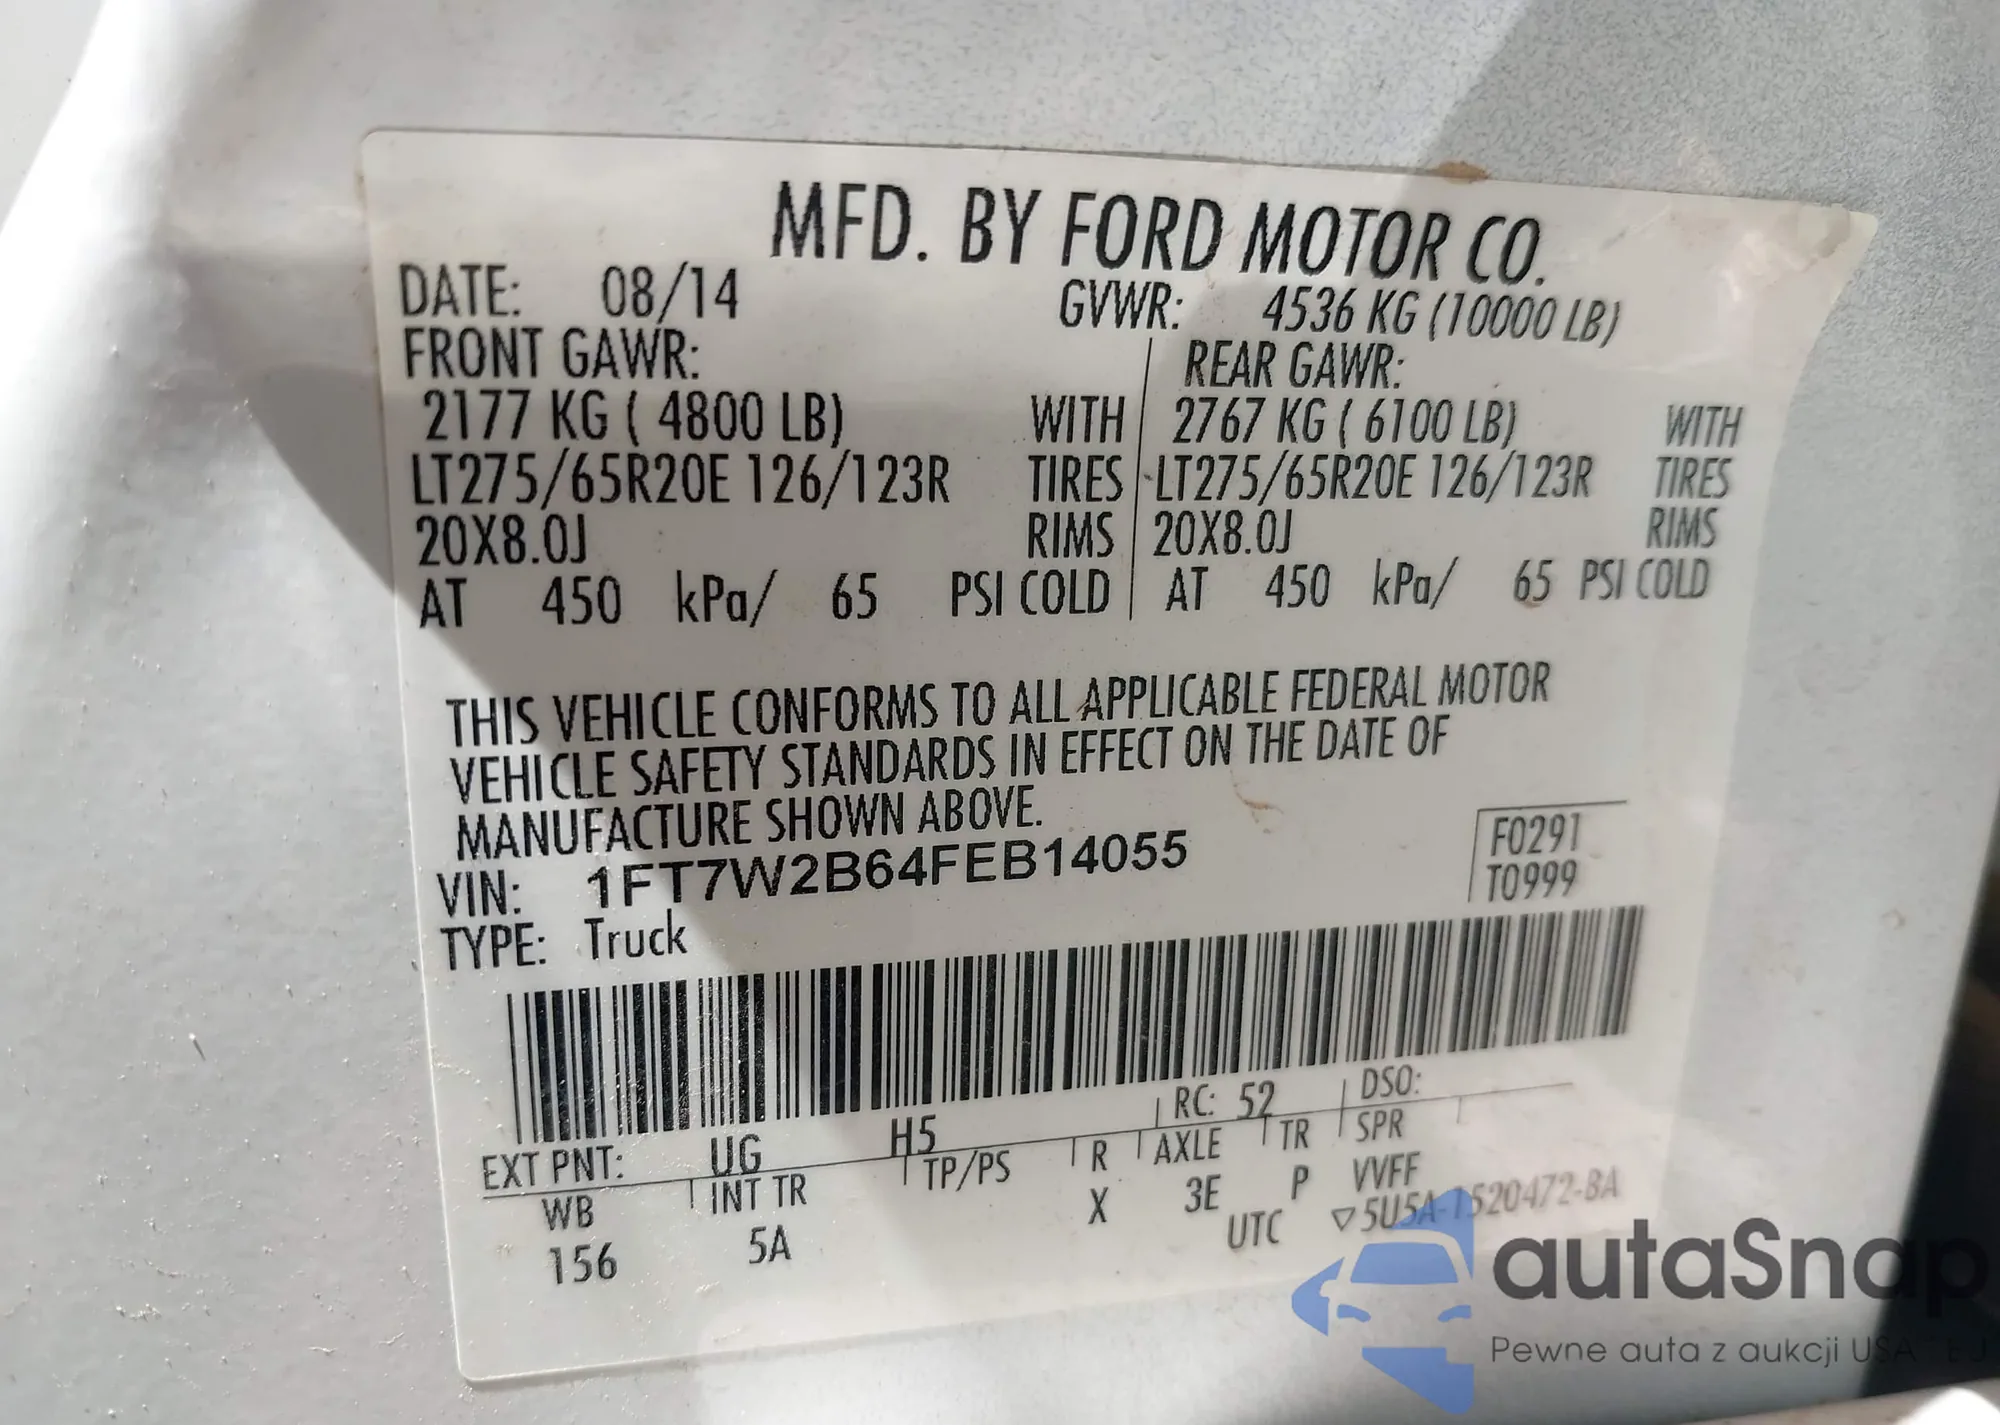 MFD. BY FORD MOTOR CO.
DATE: 08/14 GVWR: 4536 KG (10000 LB)
FRONT GAWR: REAR GAWR:
2177 KG ( 4800 LB) WITH 2767 KG ( 6100 LB) WITH
LT275/65R20E 126/123R TIRES LT275/65R20E 126/123R TIRES
20X8.0J RIMS 20X8.0J RIMS
AT 450 kPa/ 65 PSI COLD AT 450 kPa/ 65 PSI COLD
THIS VEHICLE CONFORMS TO ALL APPLICABLE FEDERAL MOTOR
VEHICLE SAFETY STANDARDS IN EFFECT ON THE DATE OF
MANUFACTURE SHOWN ABOVE.
VIN: 1FT7W2B64FEB14055
F0291
T0999
TYPE: Truck
EXT PNT: UG H5 RC: 52 DSO:
WB INT TR TP/PS R AXLE TR SPR
156 5A X 3E P VVFF
UTC ▽5U5A-1520472-BA
autaSnap
Pewne auta z aukcji USA